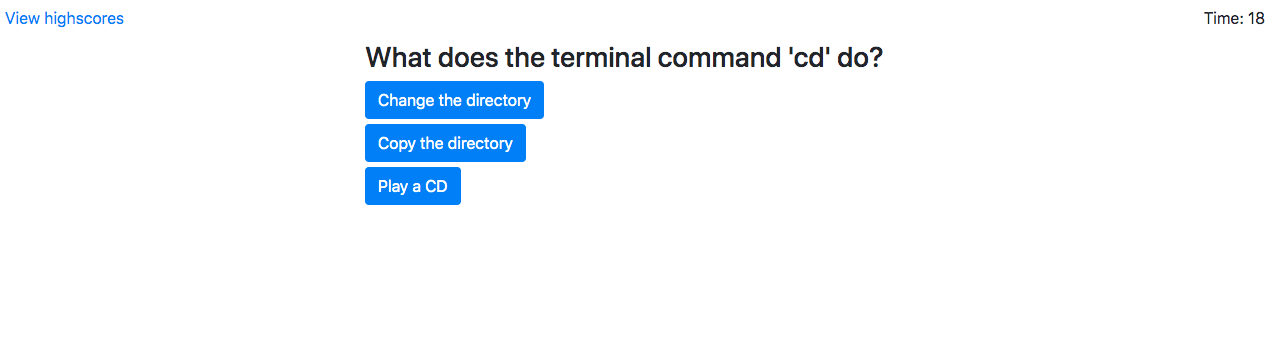 View highscores
Time: 18
What does the terminal command 'cd' do?
Change the directory
Copy the directory
Play a CD